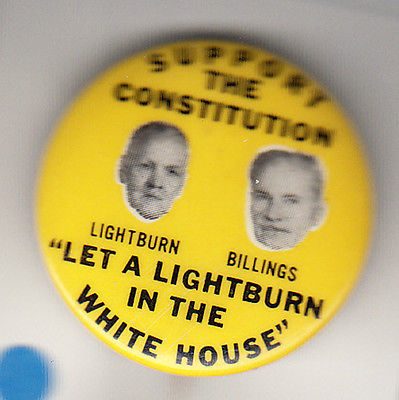 SUPPORT
THE
CONSTITUTION
LIGHTBURN
BILLINGS
"LET A LIGHTBURN
IN THE
WHITE HOUSE"